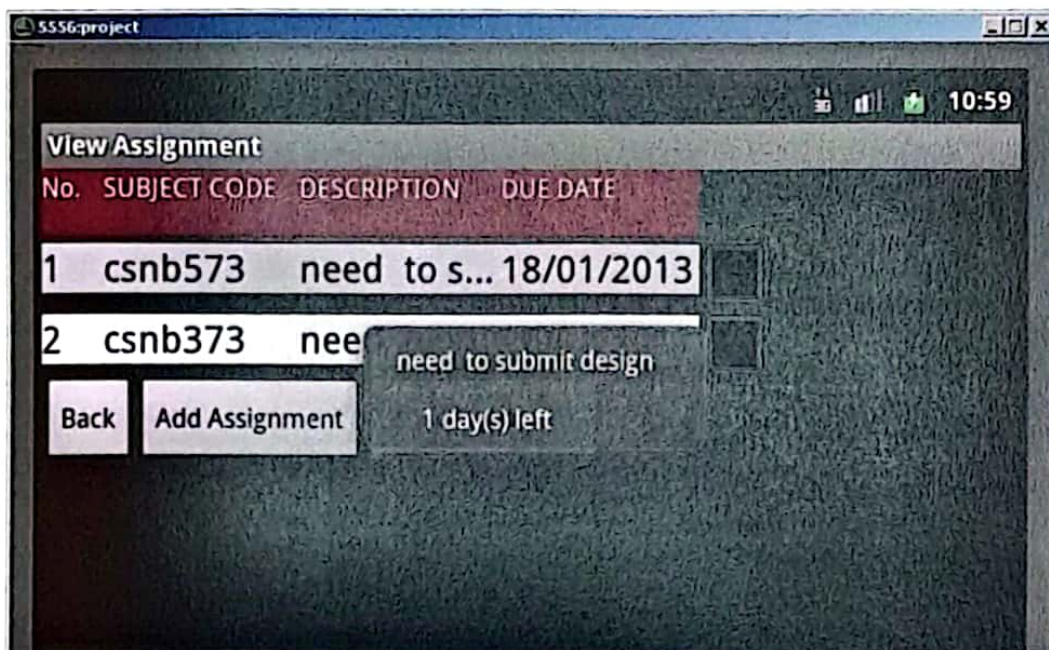 5556:project
10:59
View Assignment
No. SUBJECT CODE DESCRIPTION DUE DATE
1 csnb573 need to s... 18/01/2013
2 csnb373 nee
need to submit design
1 day(s) left
Back Add Assignment